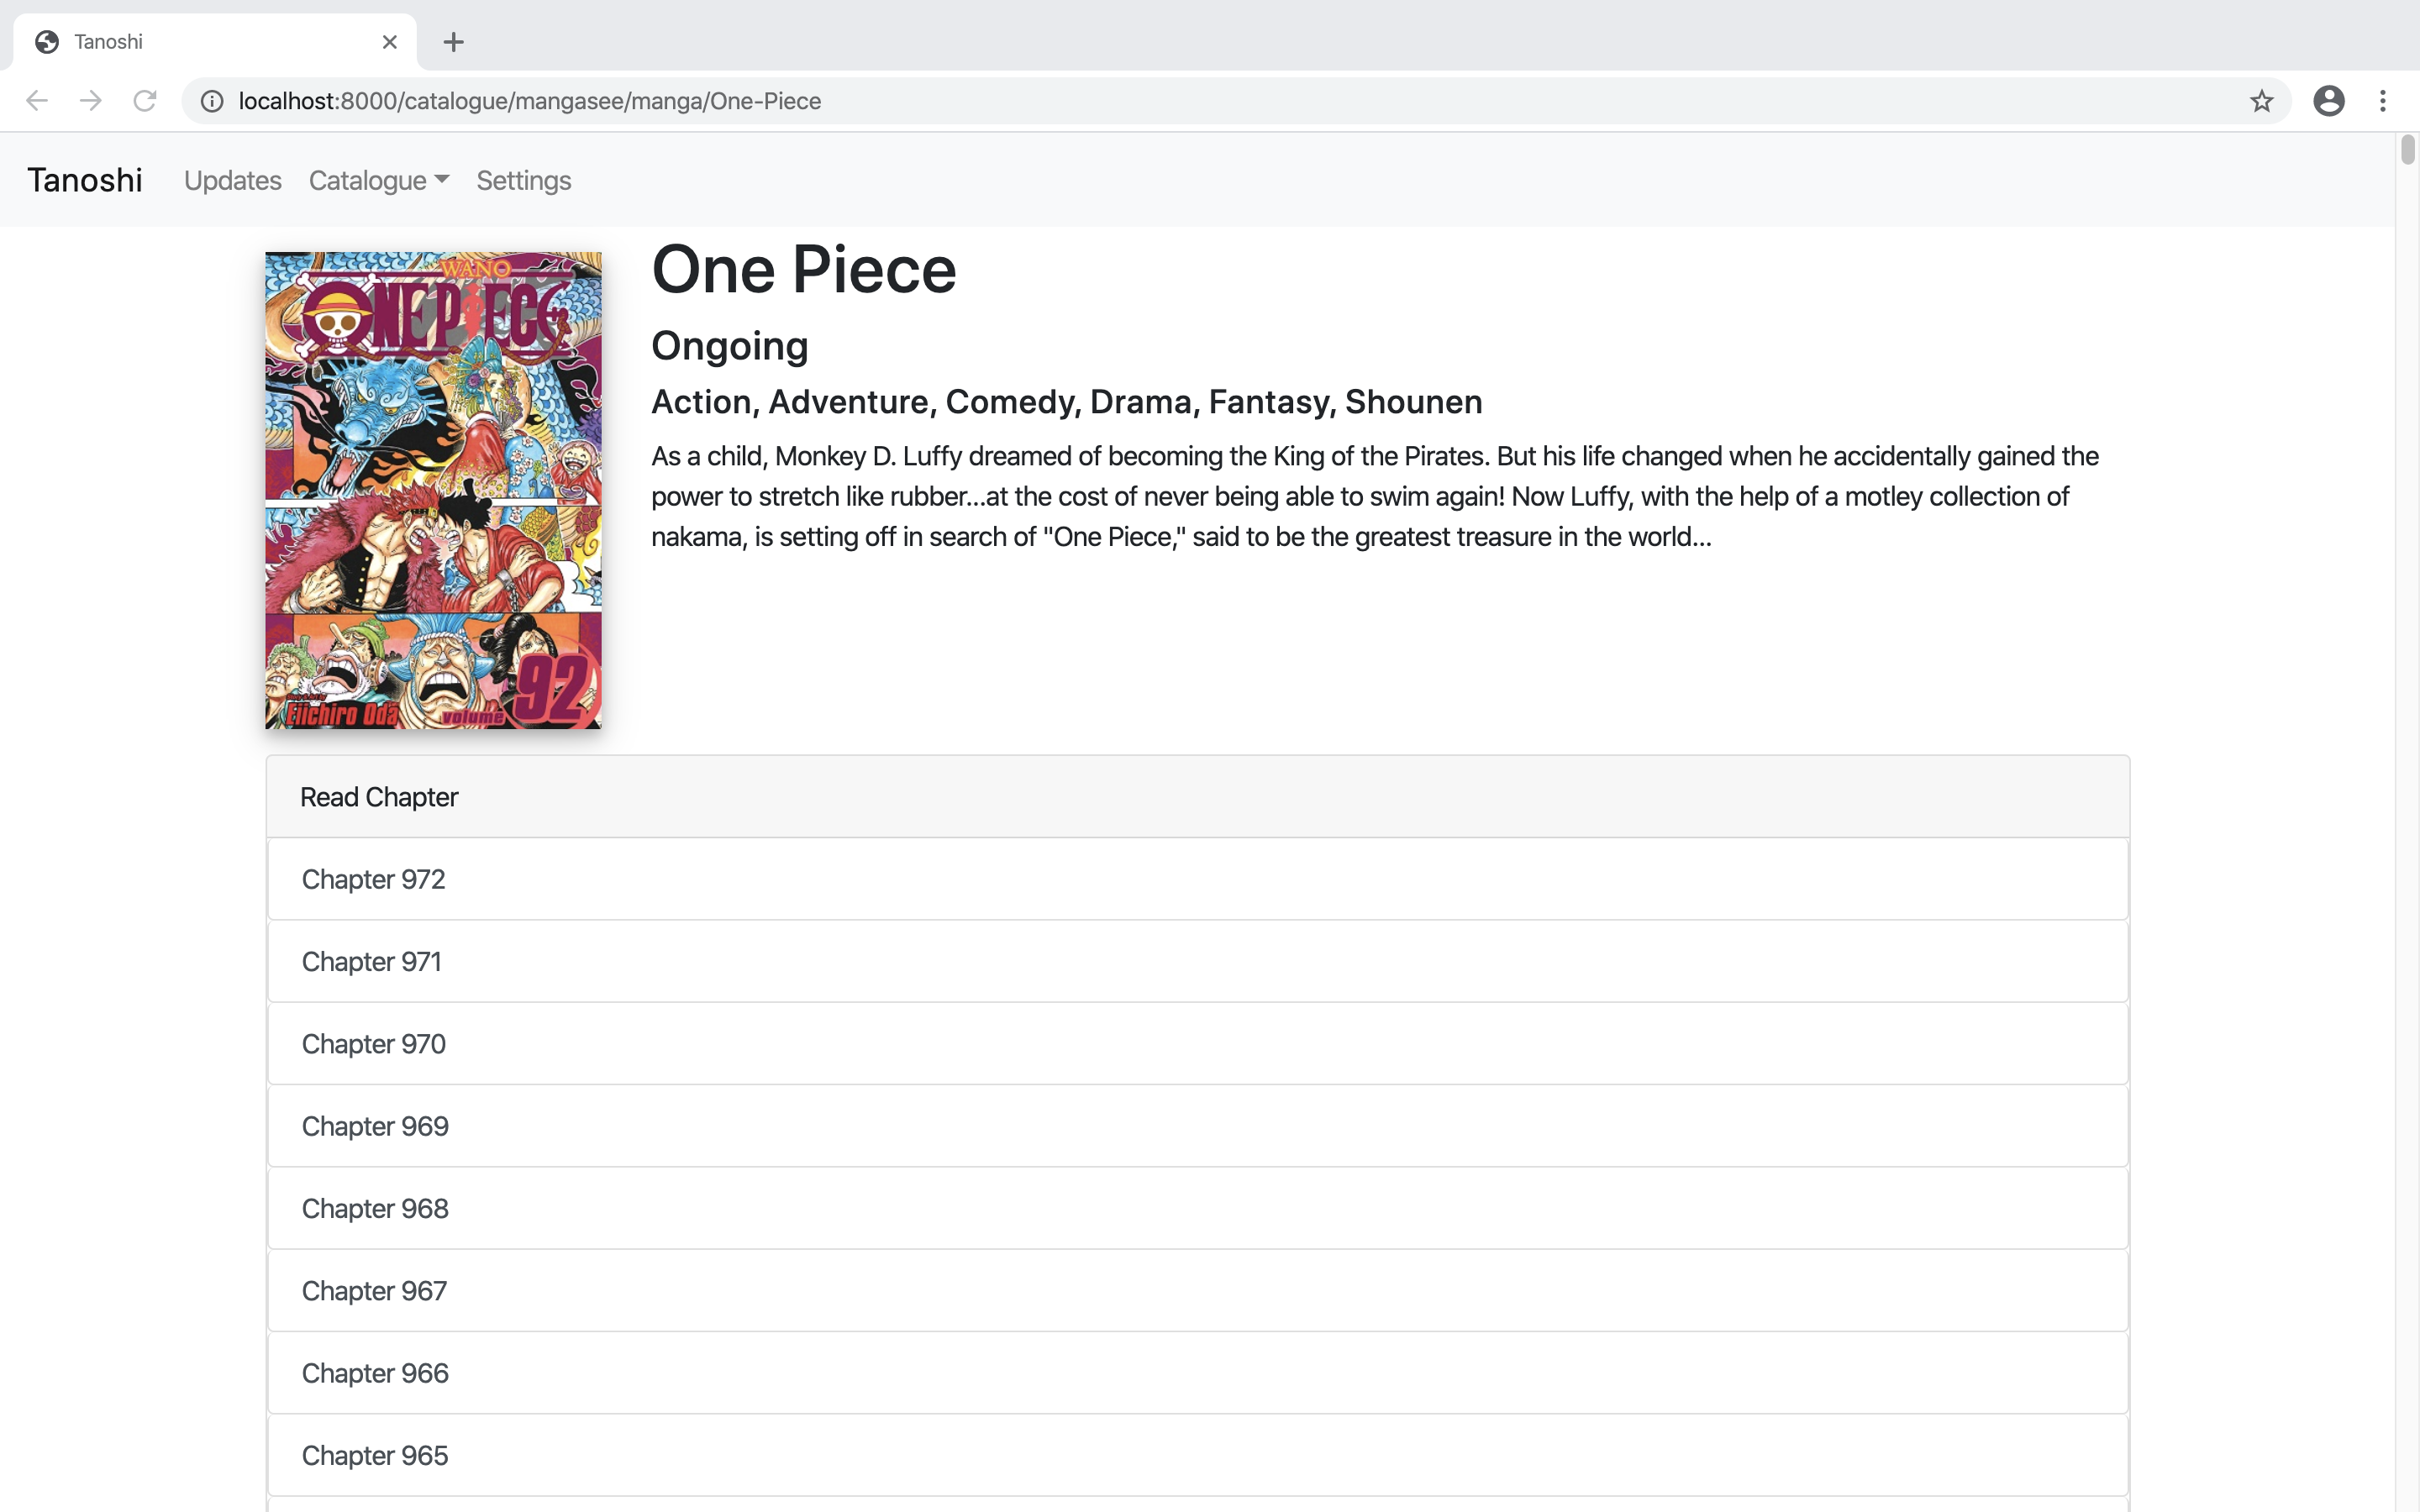 Tanoshi
localhost:8000/catalogue/mangasee/manga/One-Piece
Tanoshi Updates Catalogue Settings
WANO
ONE PIECE
Eiichiro Oda
volume 92
One Piece
Ongoing
Action, Adventure, Comedy, Drama, Fantasy, Shounen
As a child, Monkey D. Luffy dreamed of becoming the King of the Pirates. But his life changed when he accidentally gained the
power to stretch like rubber...at the cost of never being able to swim again! Now Luffy, with the help of a motley collection of
nakama, is setting off in search of "One Piece," said to be the greatest treasure in the world...
Read Chapter
Chapter 972
Chapter 971
Chapter 970
Chapter 969
Chapter 968
Chapter 967
Chapter 966
Chapter 965